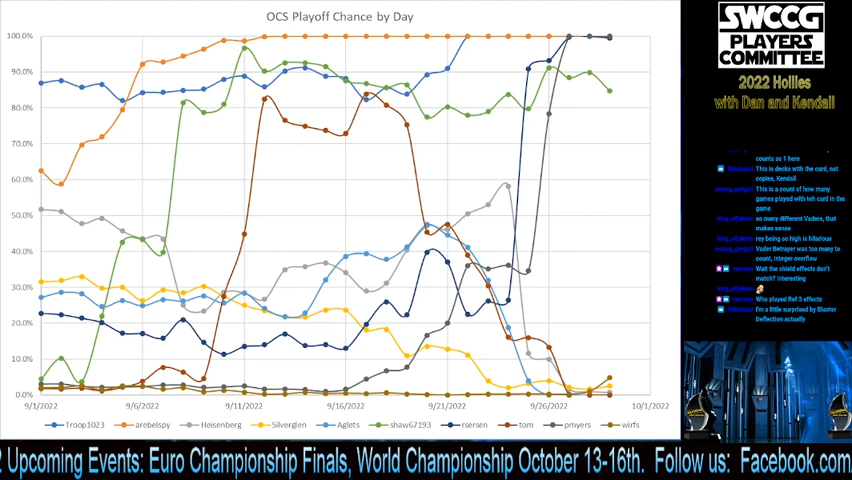 OCS Playoff Chance by Day
100.0%
90.0%
80.0%
70.0%
60.0%
50.0%
40.0%
30.0%
20.0%
10.0%
0.0%
9/1/2022 9/6/2022 9/11/2022 9/16/2022 9/21/2022 9/26/2022 10/1/2022
Troop1023 arebelspy Heisenberg Silverglen Aglets shaw67193 rsersen tom pmyers wirfs
SWCCG
PLAYERS
COMMITTEE
2022 Hollies
with Dan and Kendall
counts as 1 here
This is decks with the card, not
copies, Kendall
This is a count of how many
games played with teh card in the
game
so many different Vaders, that
makes sense
rey being so high is hilarious
Vader Betrayer was too many to
count, integer overflow
Wait the shield effects don't
match? Interesting
Who played Ref 3 effects
I'm a little surprised by Blaster
Deflection actually
2 Upcoming Events: Euro Championship Finals, World Championship October 13-16th. Follow us: Facebook.com